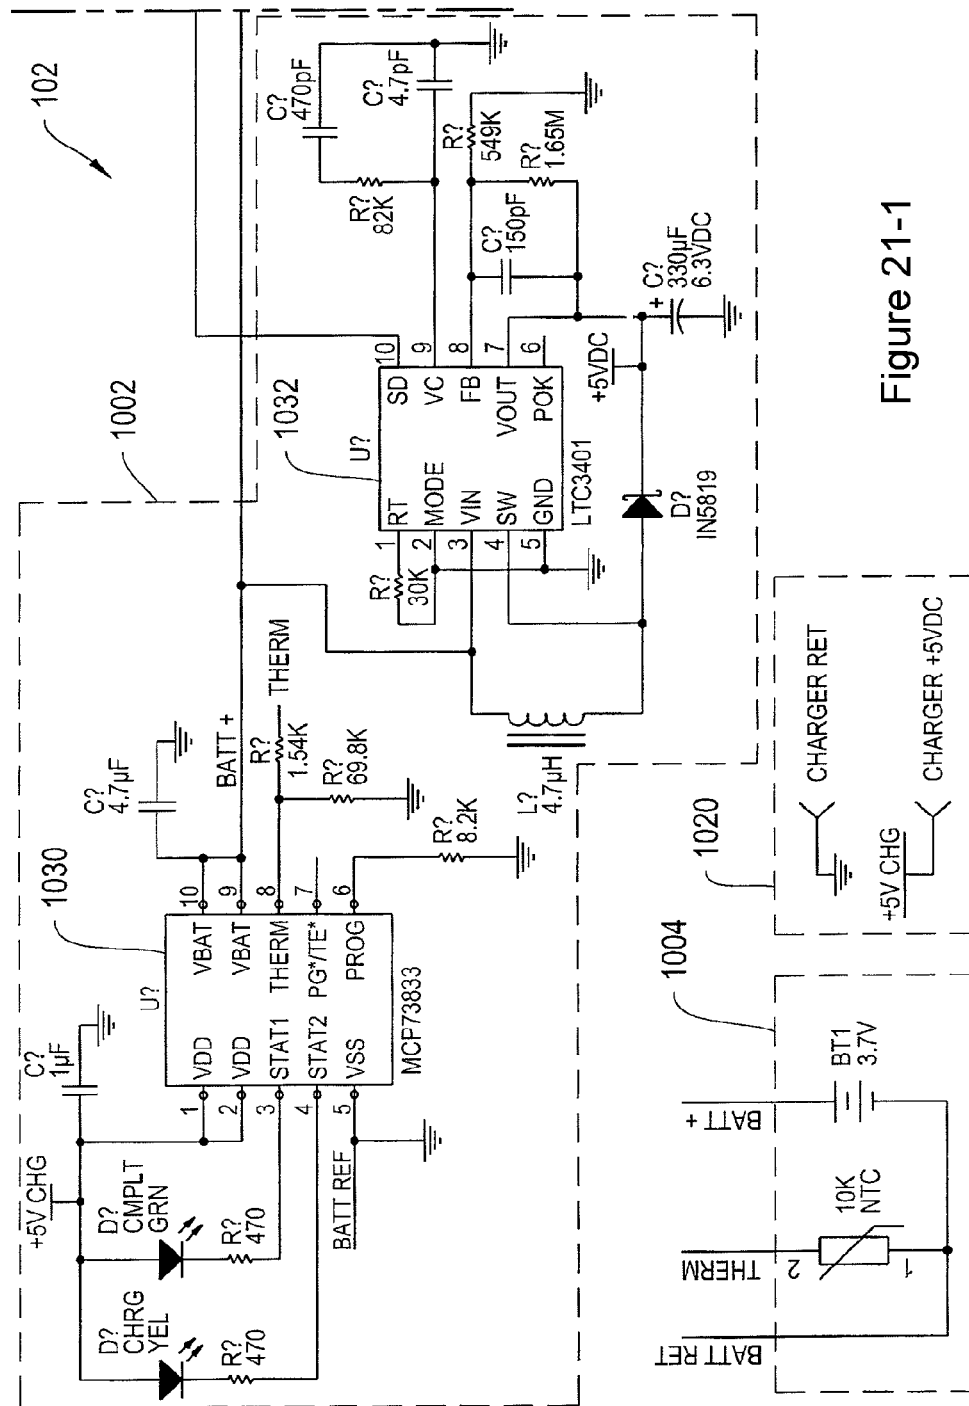 102
1002
+5V CHG
C?
1µF
D?
CMPLT
GRN
D?
CHRG
YEL
R?
470
R?
470
1030
U?
1
VDD
2
VDD
3
STAT1
4
STAT2
5
VSS
10
VBAT
9
VBAT
8
THERM
7
PG*/TE*
6
PROG
MCP73833
BATT REF
C?
4.7µF
BATT +
R?
1.54K
THERM
R?
69.8K
R?
8.2K
L?
4.7µH
1032
U?
1
RT
2
MODE
3
VIN
4
SW
5
GND
10
SD
9
VC
8
FB
7
VOUT
6
POK
LTC3401
R?
30K
C?
470pF
C?
4.7pF
R?
82K
R?
549K
R?
1.65M
C?
150pF
+5VDC
+
C?
330µF
6.3VDC
D?
IN5819
1004
BATT RET
THERM
2
1
10K
NTC
BATT +
BT1
3.7V
1020
CHARGER RET
+5V CHG
CHARGER +5VDC
Figure 21-1